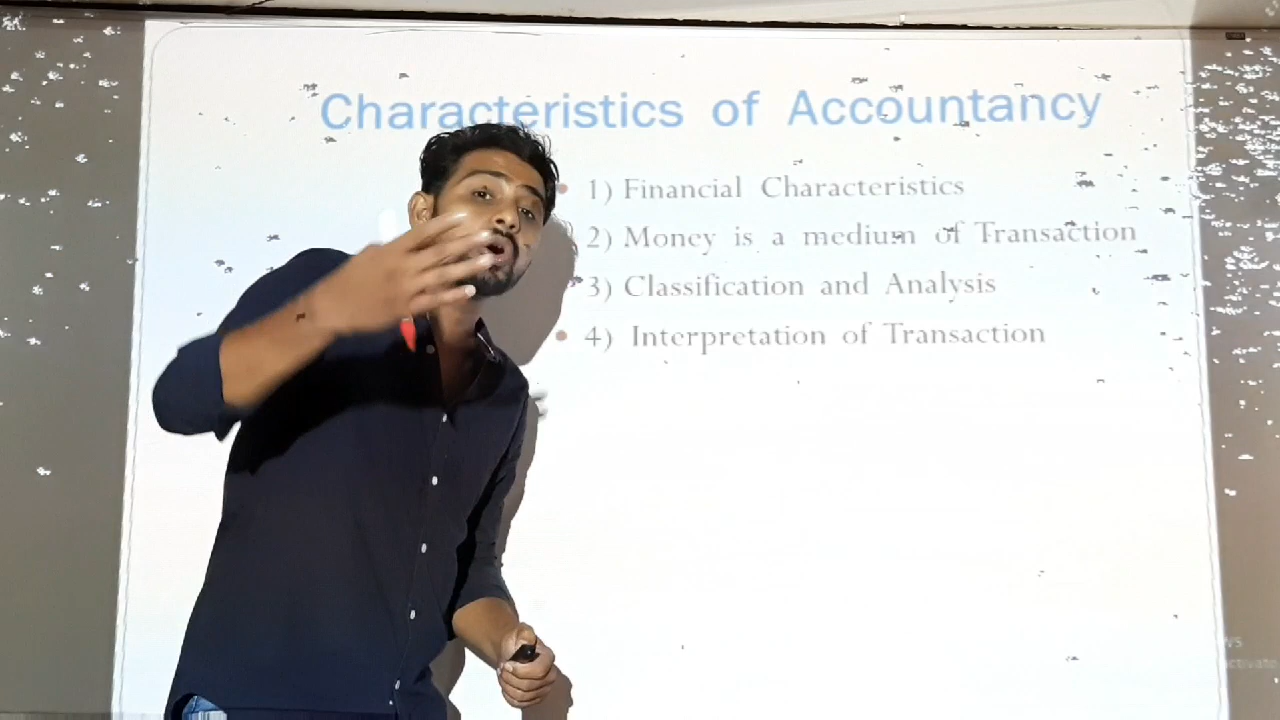 Characteristics of Accountancy
1) Financial Characteristics
2) Money is a medium of Transaction
3) Classification and Analysis
4) Interpretation of Transaction